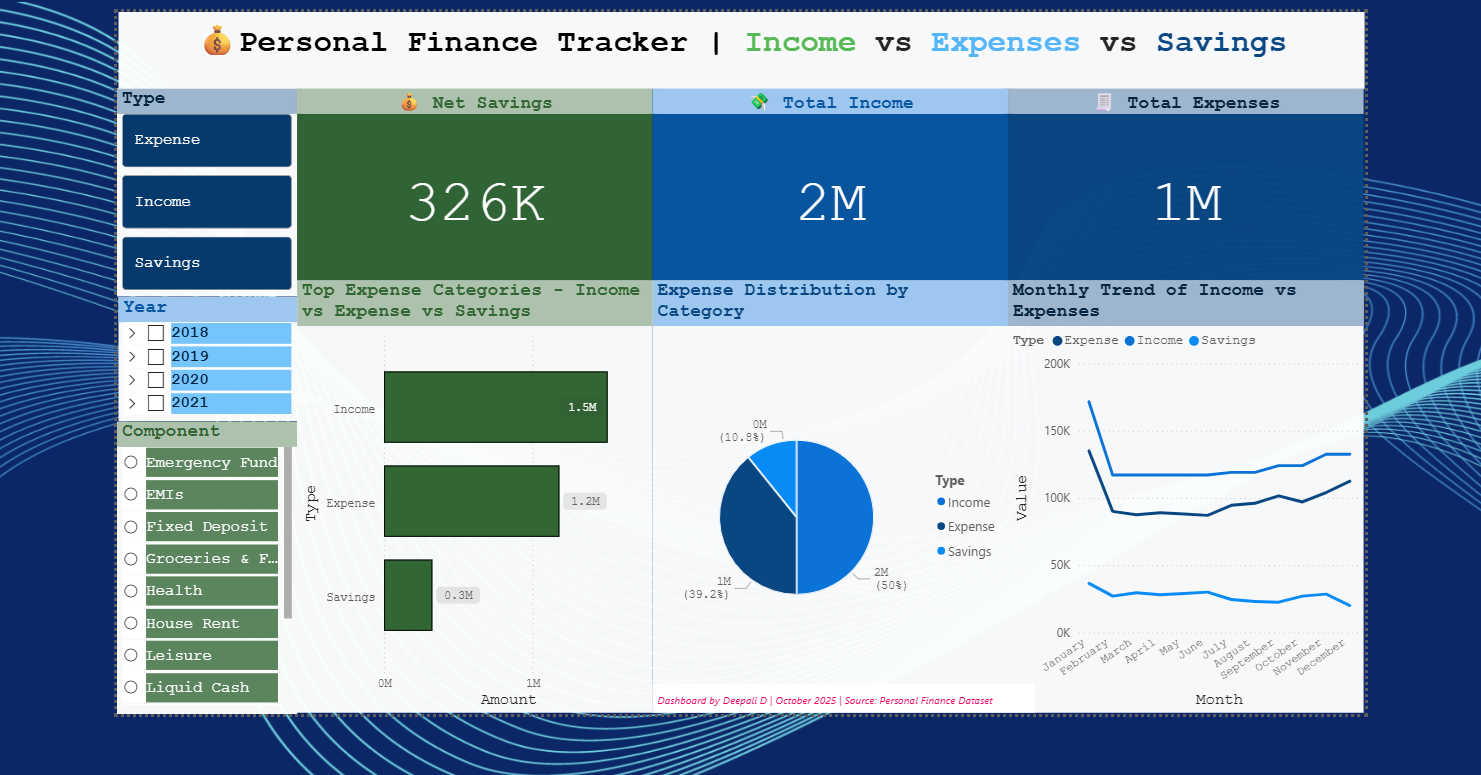 Personal Finance Tracker | Income vs Expenses vs Savings
Type
Expense
Income
Savings
Year
2018
2019
2020
2021
Component
Emergency Fund
EMIs
Fixed Deposit
Groceries & F...
Health
House Rent
Leisure
Liquid Cash
Net Savings
326K
Total Income
2M
Total Expenses
1M
Top Expense Categories - Income
vs Expense vs Savings
Type
Income
1.5M
Expense
1.2M
Savings
0.3M
0M
1M
Amount
Expense Distribution by
Category
0M
(10.8%)
1M
(39.2%)
2M
(50%)
Type
Income
Expense
Savings
Dashboard by Deepali D | October 2025 | Source: Personal Finance Dataset
Monthly Trend of Income vs
Expenses
Type Expense Income Savings
Value
200K
150K
100K
50K
0K
January
February
March
April
May
June
July
August
September
October
November
December
Month